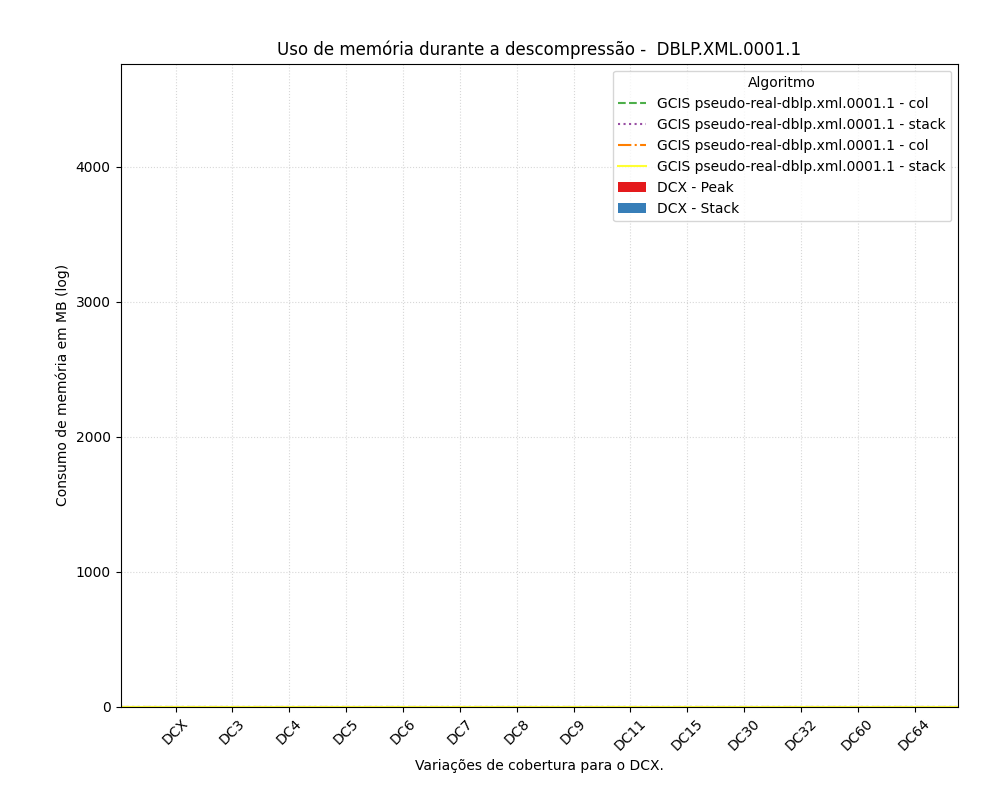 Uso de memória durante a descompressão -  DBLP.XML.0001.1
Algoritmo
GCIS pseudo-real-dblp.xml.0001.1 - col
GCIS pseudo-real-dblp.xml.0001.1 - stack
GCIS pseudo-real-dblp.xml.0001.1 - col
GCIS pseudo-real-dblp.xml.0001.1 - stack
DCX - Peak
DCX - Stack
Consumo de memória em MB (log)
4000
3000
2000
1000
0
DCX
DC3
DC4
DC5
DC6
DC7
DC8
DC9
DC11
DC15
DC30
DC32
DC60
DC64
Variações de cobertura para o DCX.